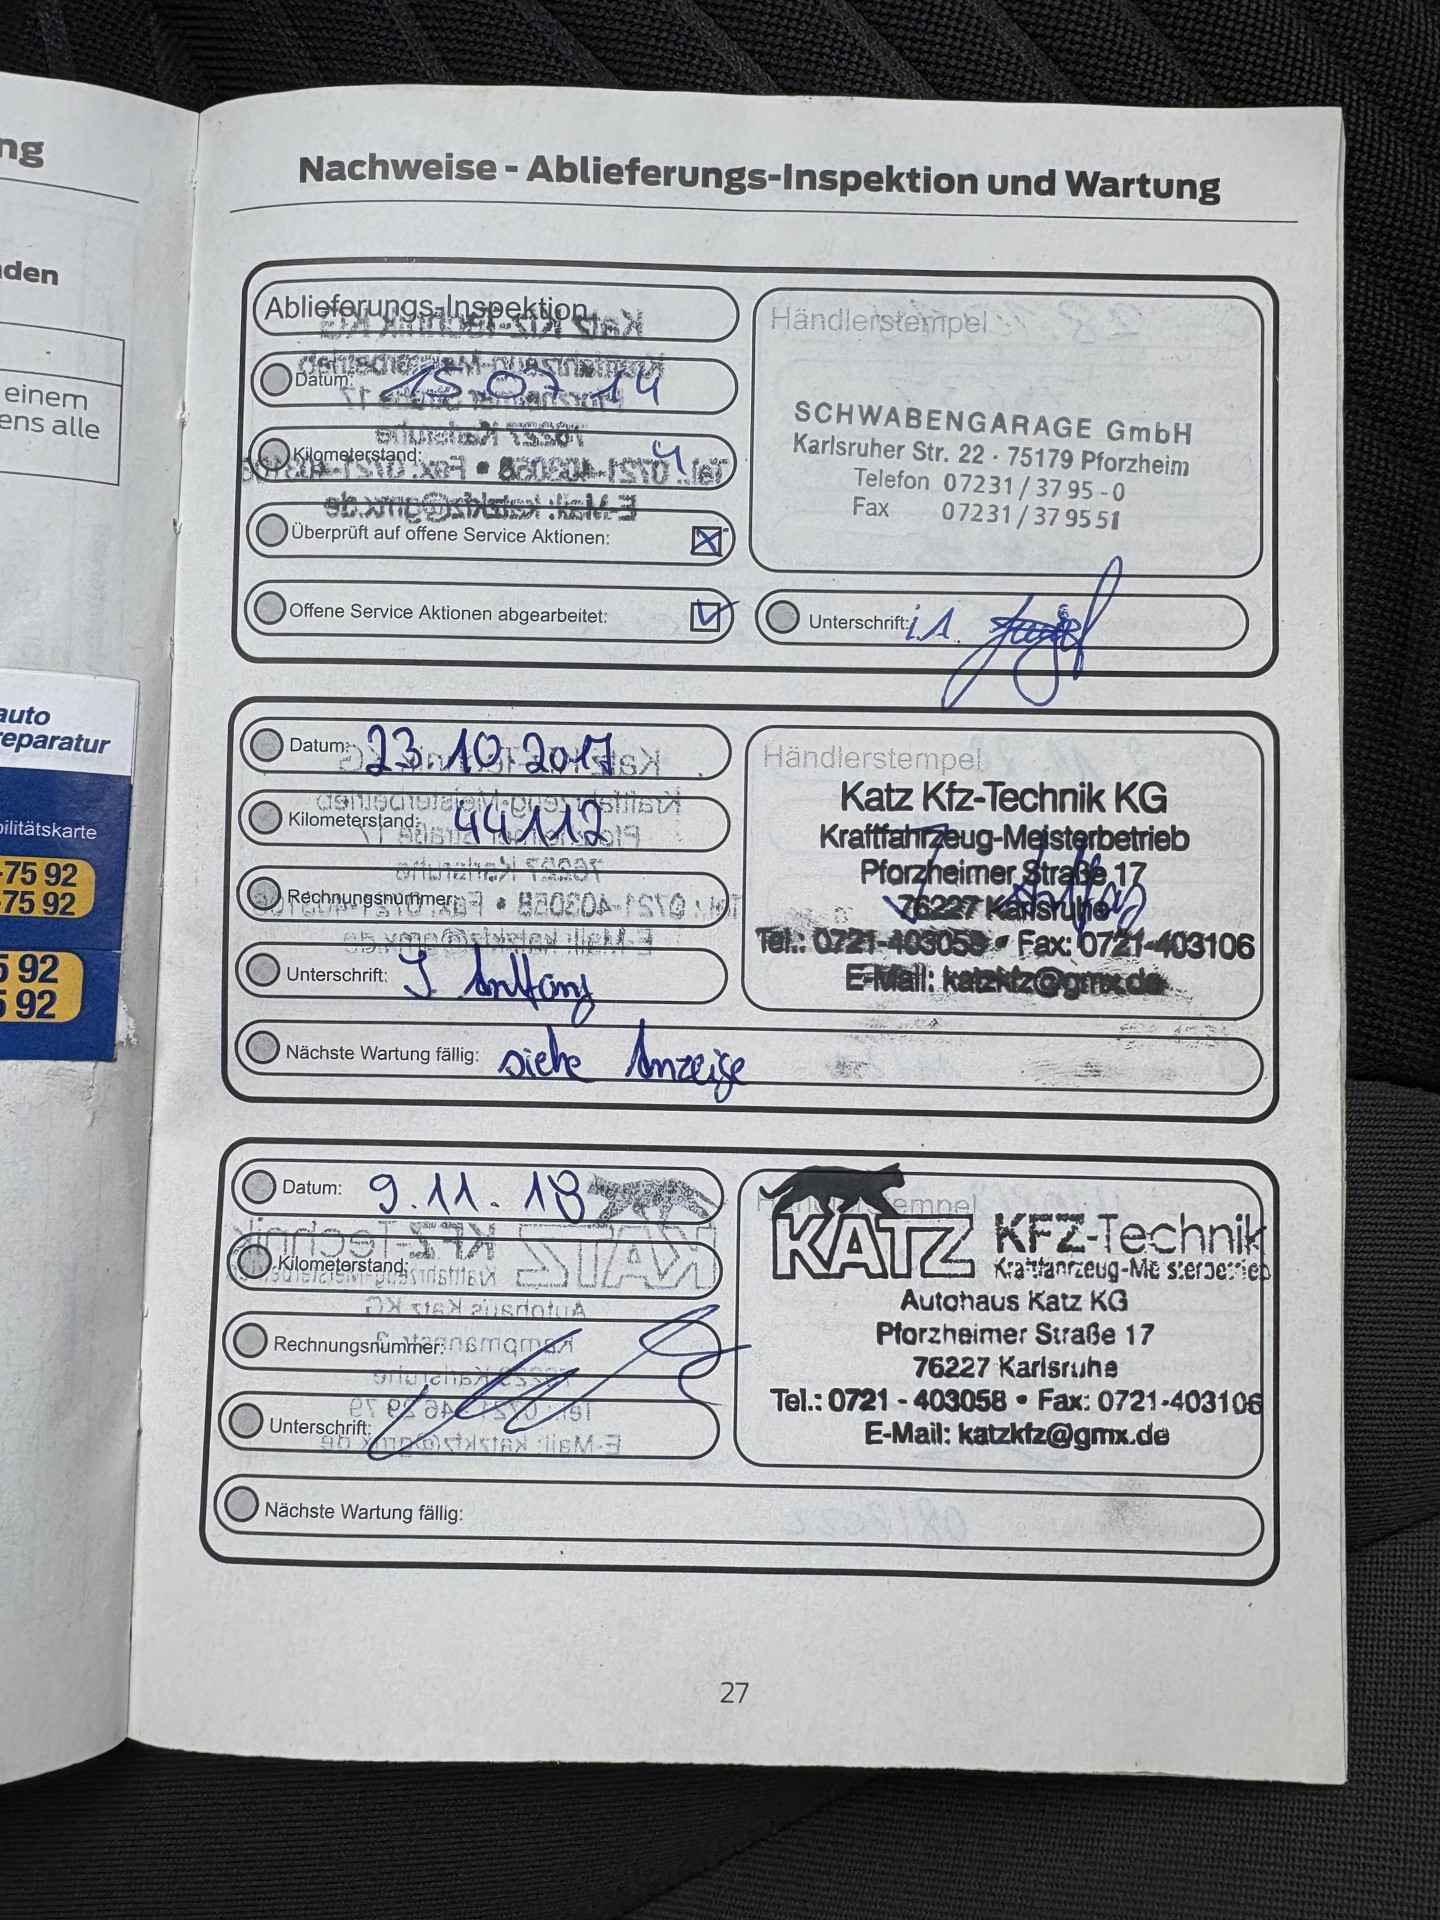 ng
den
einem
ens alle
auto
reparatur
bilitätskarte
-75 92
-75 92
5 92
5 92
Nachweise - Ablieferungs-Inspektion und Wartung
Ablieferungs-Inspektion
Datum: 15 07 14
Kilometerstand: 4
Überprüft auf offene Service Aktionen:
Offene Service Aktionen abgearbeitet:
Händlerstempel
SCHWABENGARAGE GmbH
Karlsruher Str. 22 · 75179 Pforzheim
Telefon 07231/37 95-0
Fax 07231/37 95 51
Unterschrift: i.A.
Datum: 23 10 2017
Kilometerstand: 44112
Rechnungsnummer:
Unterschrift:
Nächste Wartung fällig: siehe Anzeige
Händlerstempel
Katz Kfz-Technik KG
Kraftfahrzeug-Meisterbetrieb
Pforzheimer Straße 17
76227 Karlsruhe
Tel.: 0721-403058 • Fax: 0721-403106
E-Mail: katzkfz@gmx.de
Datum: 9.11.18
Kilometerstand:
Rechnungsnummer:
Unterschrift:
Nächste Wartung fällig:
Händlerstempel
KATZ KFZ-Technik
Kraftfahrzeug-Meisterbetrieb
Autohaus Katz KG
Pforzheimer Straße 17
76227 Karlsruhe
Tel.: 0721 - 403058 • Fax: 0721-403106
E-Mail: katzkfz@gmx.de
27